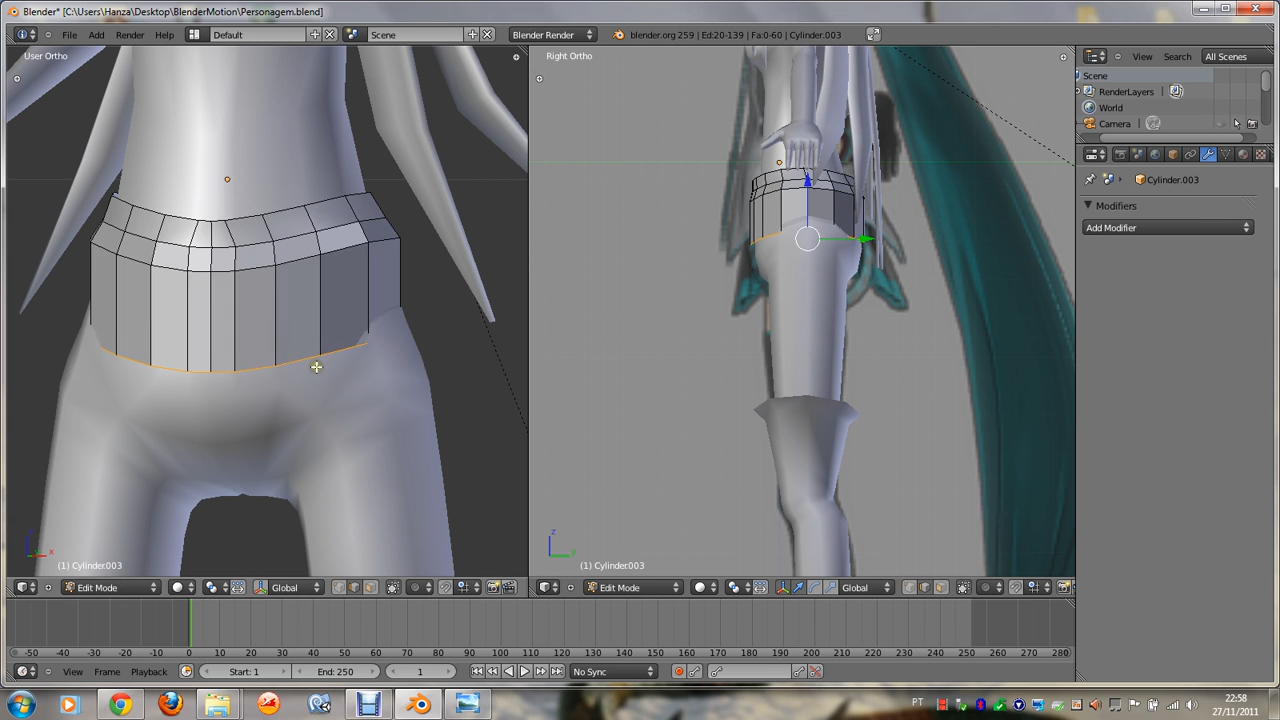 Blender* [C:\Users\Hanza\Desktop\BlenderMotion\Personagem.blend]
File Add Render Help Default Scene Blender Render blender.org 259 | Ed:20-139 | Fa:0-60 | Cylinder.003
User Ortho
Right Ortho
View Search All Scenes
Scene
RenderLayers |
World
Camera |
Cylinder.003
Modifiers
Add Modifier
x
z
y
(1) Cylinder.003
(1) Cylinder.003
Edit Mode Global
Edit Mode Global
-50 -40 -30 -20 -10 0 10 20 30 40 50 60 70 80 90 100 110 120 130 140 150 160 170 180 190 200 210 220 230 240 250 260 270 280
View Frame Playback Start: 1 End: 250 1 No Sync
PT
22:58
27/11/2011